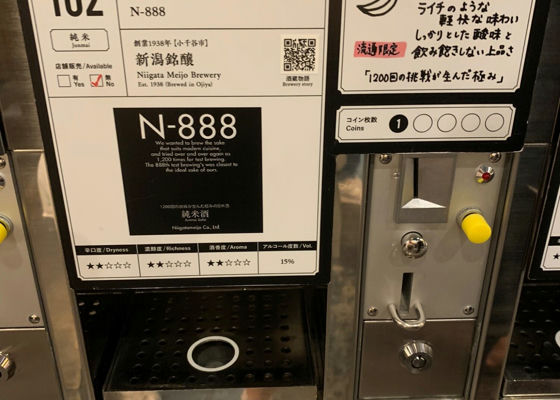 102
N-888
純米
Junmai
店舗販売/Available
有
Yes
無
No
創業1938年【小千谷市】
新潟銘醸
Niigata Meijo Brewery
Est. 1938 (Brewed in Ojiya)
酒蔵物語
Brewery story
N-888
We wanted to brew the sake
that suits modern cuisine,
and tried over and over again as
1,200 times for test brewing.
The 888th test brewing's was closest to
the ideal sake of ours.
1200回の挑戦が生んだ極み酒
純米酒
Junmai Sake
Niigatameijo Co., Ltd.
辛口度/Dryness
★★☆☆☆
濃醇度/Richness
★★☆☆☆
酒香度/Aroma
★★☆☆☆
アルコール度数/Vol.
15%
ライチのような
軽快な味わい
しっかりとした酸味と
流通限定
飲み飽きしない上品さ
「1200回の挑戦が生んだ極み」
コイン枚数
Coins
1